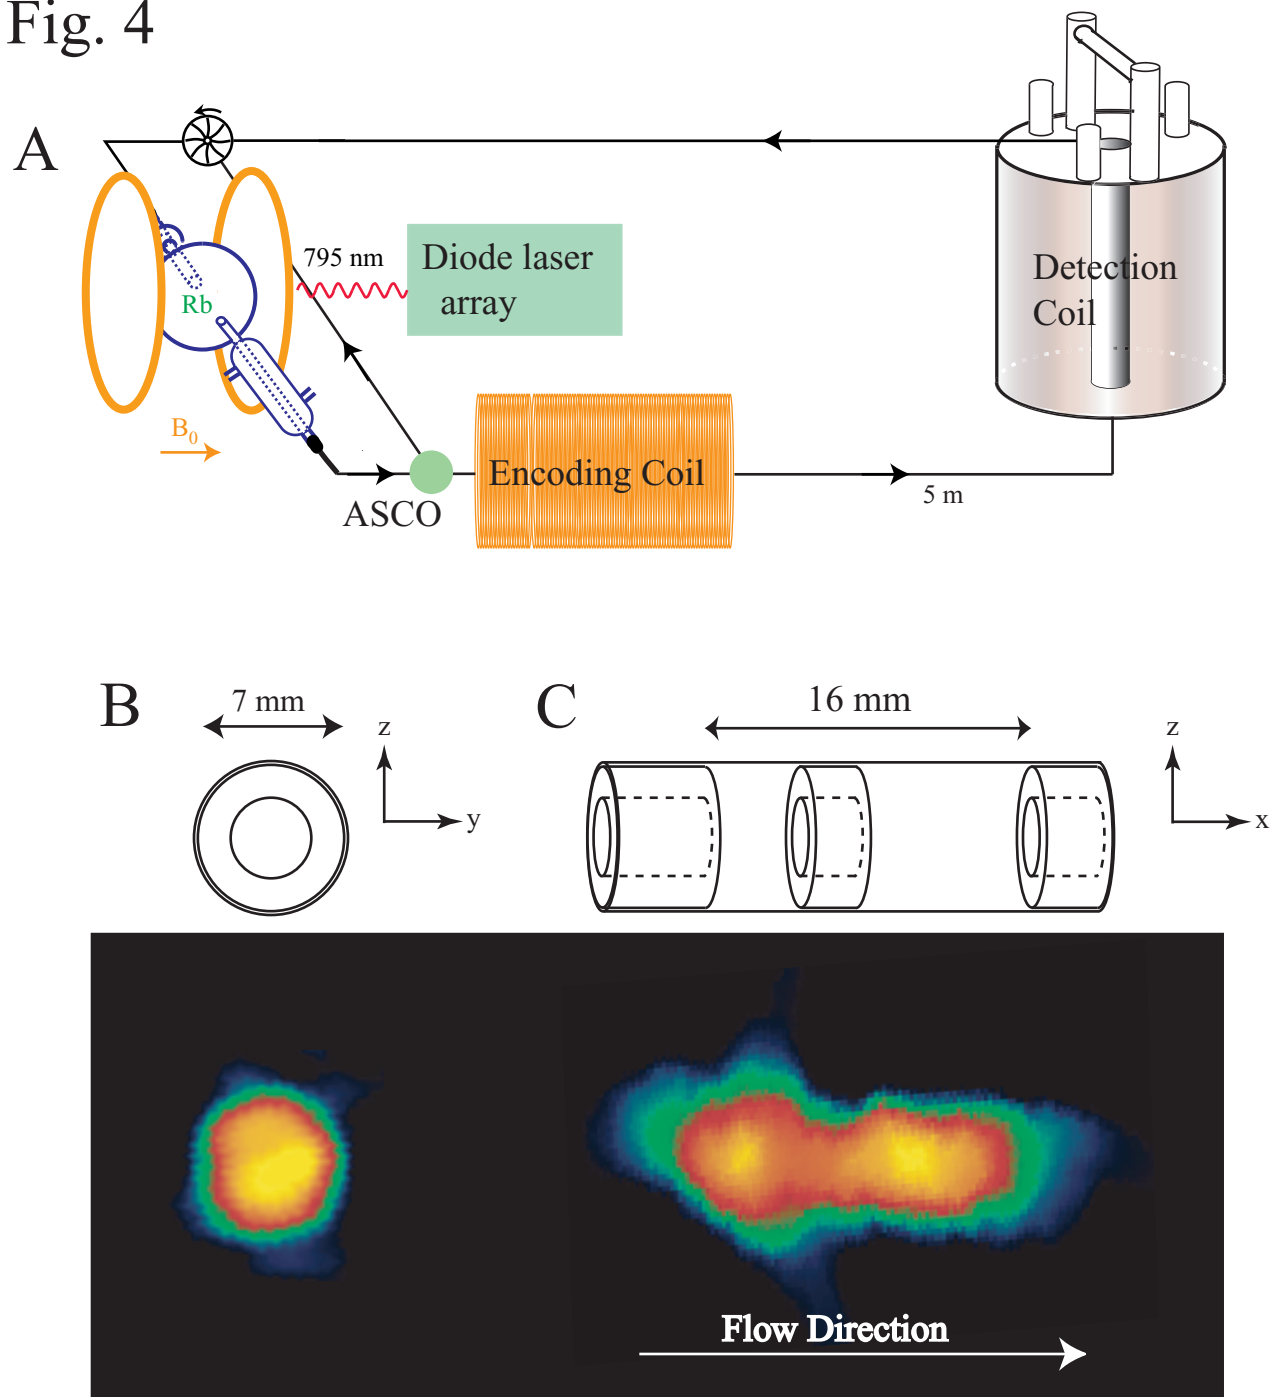 Fig. 4
A
795 nm
Diode laser
array
Rb
Detection
Coil
B0
Encoding Coil
ASCO
5 m
B
7 mm
z
y
C
16 mm
z
x
Flow Direction